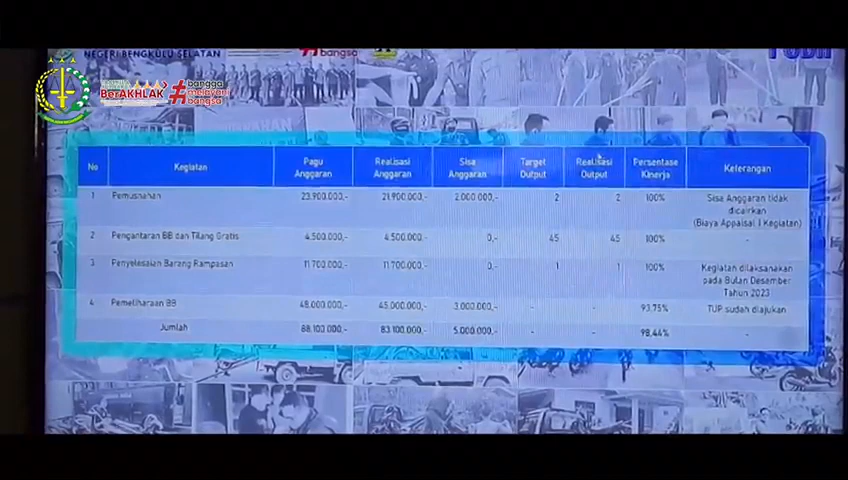 NEGERI BENGKULU SELATAN
#bangsa
BerAKHLAK
#bangga
melayani
bangsa
No Kegiatan Pagu Anggaran Realisasi Anggaran Sisa Anggaran Target Output Realisasi Output Persentase Kinerja Keterangan
1 Pemusnahan 23.900.000,- 21.900.000,- 2.000.000,- 2 2 100% Sisa Anggaran tidak
dicairkan
(Biaya Appaisal I Kegiatan)
2 Pengantaran BB dan Tilang Gratis 4.500.000,- 4.500.000,- 0,- 45 45 100% -
3 Penyelesaian Barang Rampasan 11.700.000,- 11.700.000,- 0,- 1 1 100% Kegiatan dilaksanakan
pada Bulan Desember
Tahun 2023
4 Pemeliharaan BB 48.000.000,- 45.000.000,- 3.000.000,- - - 93.75% TUP sudah diajukan
Jumlah 88.100.000,- 83.100.000,- 5.000.000,- - - 98.44% -